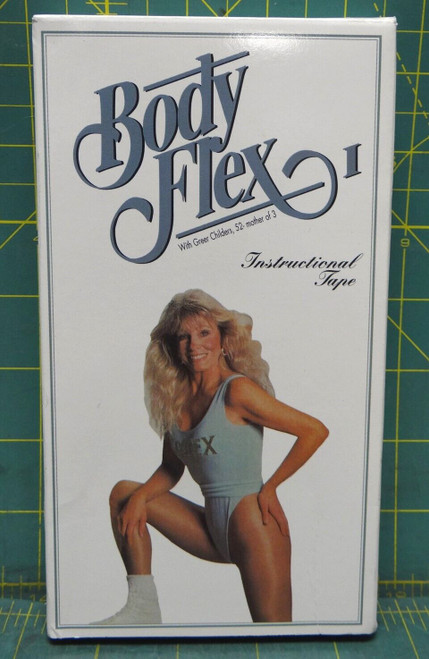 Body
Flex I
With Greer Childers, 52, mother of 3
Instructional
Tape